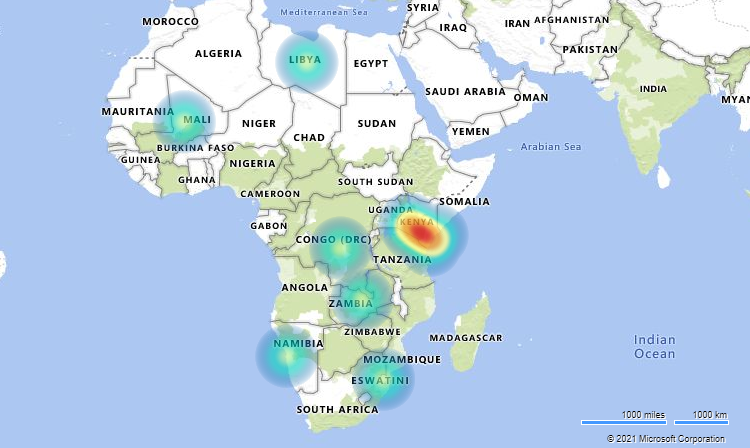 SYRIA
MOROCCO
Mediterranean Sea
IRAQ
IRAN
AFGHANISTAN
ALGERIA
LIBYA
EGYPT
PAKISTAN
SAUDI ARABIA
OMAN
INDIA
MYAN
MAURITANIA
MALI
NIGER
CHAD
SUDAN
YEMEN
BURKINA FASO
Arabian Sea
GUINEA
NIGERIA
GHANA
SOUTH SUDAN
CAMEROON
SOMALIA
UGANDA
KENYA
GABON
CONGO (DRC)
TANZANIA
ANGOLA
ZAMBIA
ZIMBABWE
MADAGASCAR
NAMIBIA
Indian
Ocean
MOZAMBIQUE
ESWATINI
SOUTH AFRICA
1000 miles
1000 km
© 2021 Microsoft Corporation